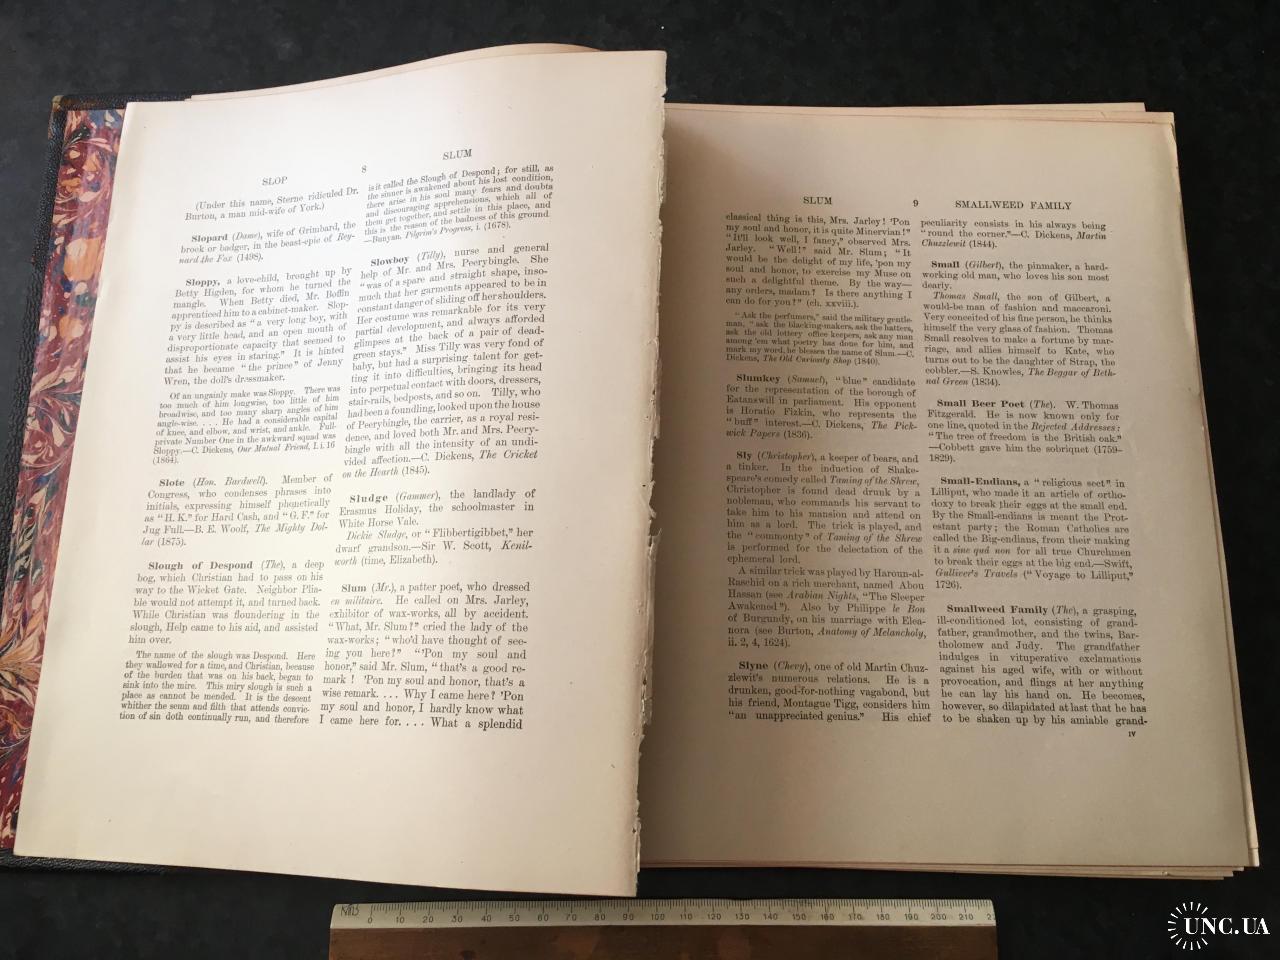 SLOP
8
SLUM
(Under this name, Sterne ridiculed Dr.
Burton, a man mid-wife of York.)
Slopard (Dame), wife of Grimbard, the
brock or badger, in the beast-epic of Rey-
nard the Fox (1498).
Sloppy, a love-child, brought up by
Betty Higden, for whom he turned the
mangle. When Betty died, Mr. Boffin
apprenticed him to a cabinet-maker. Slop-
py is described as "a very long boy, with
a very little head, and an open mouth of
disproportionate capacity that seemed to
assist his eyes in staring." It is hinted
that he became "the prince" of Jenny
Wren, the doll's dressmaker.
Of an ungainly make was Sloppy. There was
too much of him longwise, too little of him
broadwise, and too many sharp angles of him
angle-wise. . . . He had a considerable capital
of knee, and elbow, and wrist, and ankle. Full-
private Number One in the awkward squad was
Sloppy.—C. Dickens, Our Mutual Friend, I. i. 16
(1864).
Slote (Hon. Bardwell). Member of
Congress, who condenses phrases into
initials, expressing himself phonetically
as "H. K." for Hard Cash, and "G. F." for
Jug Full.—B. E. Woolf, The Mighty Dol-
lar (1875).
Slough of Despond (The), a deep
bog, which Christian had to pass on his
way to the Wicket Gate. Neighbor Plia-
ble would not attempt it, and turned back.
While Christian was floundering in the
slough, Help came to his aid, and assisted
him over.
The name of the slough was Despond. Here
they wallowed for a time, and Christian, because
of the burden that was on his back, began to
sink into the mire. This miry slough is such a
place as cannot be mended. It is the descent
whither the scum and filth that attends convic-
tion of sin doth continually run, and therefore
is it called the Slough of Despond; for still, as
the sinner is awakened about his lost condition,
there arise in his soul many fears and doubts
and discouraging apprehensions, which all of
them get together, and settle in this place, and
this is the reason of the badness of this ground.
—Bunyan, Pilgrim's Progress, i. (1678).
Slowboy (Tilly), nurse and general
help of Mr. and Mrs. Peerybingle. She
"was of a spare and straight shape, inso-
much that her garments appeared to be in
constant danger of sliding off her shoulders.
Her costume was remarkable for its very
partial development, and always afforded
glimpses at the back of a pair of dead-
green stays." Miss Tilly was very fond of
baby, but had a surprising talent for get-
ting it into difficulties, bringing its head
into perpetual contact with doors, dressers,
stair-rails, bedposts, and so on. Tilly, who
had been a foundling, looked upon the house
of Peerybingle, the carrier, as a royal resi-
dence, and loved both Mr. and Mrs. Peery-
bingle with all the intensity of an undi-
vided affection.—C. Dickens, The Cricket
on the Hearth (1845).
Sludge (Gammer), the landlady of
Erasmus Holiday, the schoolmaster in
White Horse Vale.
Dickie Sludge, or "Flibbertigibbet," her
dwarf grandson.—Sir W. Scott, Kenil-
worth (time, Elizabeth).
Slum (Mr.), a patter poet, who dressed
en militaire. He called on Mrs. Jarley,
exhibitor of wax-works, all by accident.
"What, Mr. Slum?" cried the lady of the
wax-works; "who'd have thought of see-
ing you here?" "'Pon my soul and
honor," said Mr. Slum, "that's a good re-
mark! 'Pon my soul and honor, that's a
wise remark. . . . Why I came here? 'Pon
my soul and honor, I hardly know what
I came here for. . . . What a splendid
SLUM
9
SMALLWEED FAMILY
classical thing is this, Mrs. Jarley! 'Pon
my soul and honor, it is quite Minervian!"
"It'll look well, I fancy," observed Mrs.
Jarley. "Well!" said Mr. Slum; "It
would be the delight of my life, 'pon my
soul and honor, to exercise my Muse on
such a delightful theme. By the way—
any orders, madam? Is there anything I
can do for you?" (ch. xxviii.).
"Ask the perfumers," said the military gentle-
man, "ask the blacking-makers, ask the hatters,
ask the old lottery office keepers, ask any man
among 'em what poetry has done for him, and
mark my word, he blesses the name of Slum.—C.
Dickens, The Old Curiosity Shop (1840).
Slumkey (Samuel), "blue" candidate
for the representation of the borough of
Eatanswill in parliament. His opponent
is Horatio Fizkin, who represents the
"buff" interest.—C. Dickens, The Pick-
wick Papers (1836).
Sly (Christopher), a keeper of bears, and
a tinker. In the induction of Shake-
speare's comedy called Taming of the Shrew,
Christopher is found dead drunk by a
nobleman, who commands his servant to
take him to his mansion and attend on
him as a lord. The trick is played, and
the "commonty" of Taming of the Shrew
is performed for the delectation of the
ephemeral lord.
A similar trick was played by Haroun-al-
Raschid on a rich merchant, named Abou
Hassan (see Arabian Nights, "The Sleeper
Awakened"). Also by Philippe le Bon
of Burgundy, on his marriage with Elea-
nora (see Burton, Anatomy of Melancholy,
ii. 2, 4, 1624).
Slyne (Chevy), one of old Martin Chuz-
zlewit's numerous relations. He is a
drunken, good-for-nothing vagabond, but
his friend, Montague Tigg, considers him
"an unappreciated genius." His chief
peculiarity consists in his always being
"round the corner."—C. Dickens, Martin
Chuzzlewit (1844).
Small (Gilbert), the pinmaker, a hard-
working old man, who loves his son most
dearly.
Thomas Small, the son of Gilbert, a
would-be man of fashion and maccaroni.
Very conceited of his fine person, he thinks
himself the very glass of fashion. Thomas
Small resolves to make a fortune by mar-
riage, and allies himself to Kate, who
turns out to be the daughter of Strap, the
cobbler.—S. Knowles, The Beggar of Beth-
nal Green (1834).
Small Beer Poet (The). W. Thomas
Fitzgerald. He is now known only for
one line, quoted in the Rejected Addresses:
"The tree of freedom is the British oak."
—Cobbett gave him the sobriquet (1759–
1829).
Small-Endians, a "religious sect" in
Lilliput, who made it an article of ortho-
doxy to break their eggs at the small end.
By the Small-endians is meant the Prot-
estant party; the Roman Catholics are
called the Big-endians, from their making
it a sine quâ non for all true Churchmen
to break their eggs at the big end.—Swift,
Gulliver's Travels ("Voyage to Lilliput,"
1726).
Smallweed Family (The), a grasping,
ill-conditioned lot, consisting of grand-
father, grandmother, and the twins, Bar-
tholomew and Judy. The grandfather
indulges in vituperative exclamations
against his aged wife, with or without
provocation, and flings at her anything
he can lay his hand on. He becomes,
however, so dilapidated at last that he has
to be shaken up by his amiable grand-
IV
0 10 20 30 40 50 60 70 80 90 100 110 120 130 140 150 160 170 180 190 200 210
UNC.UA